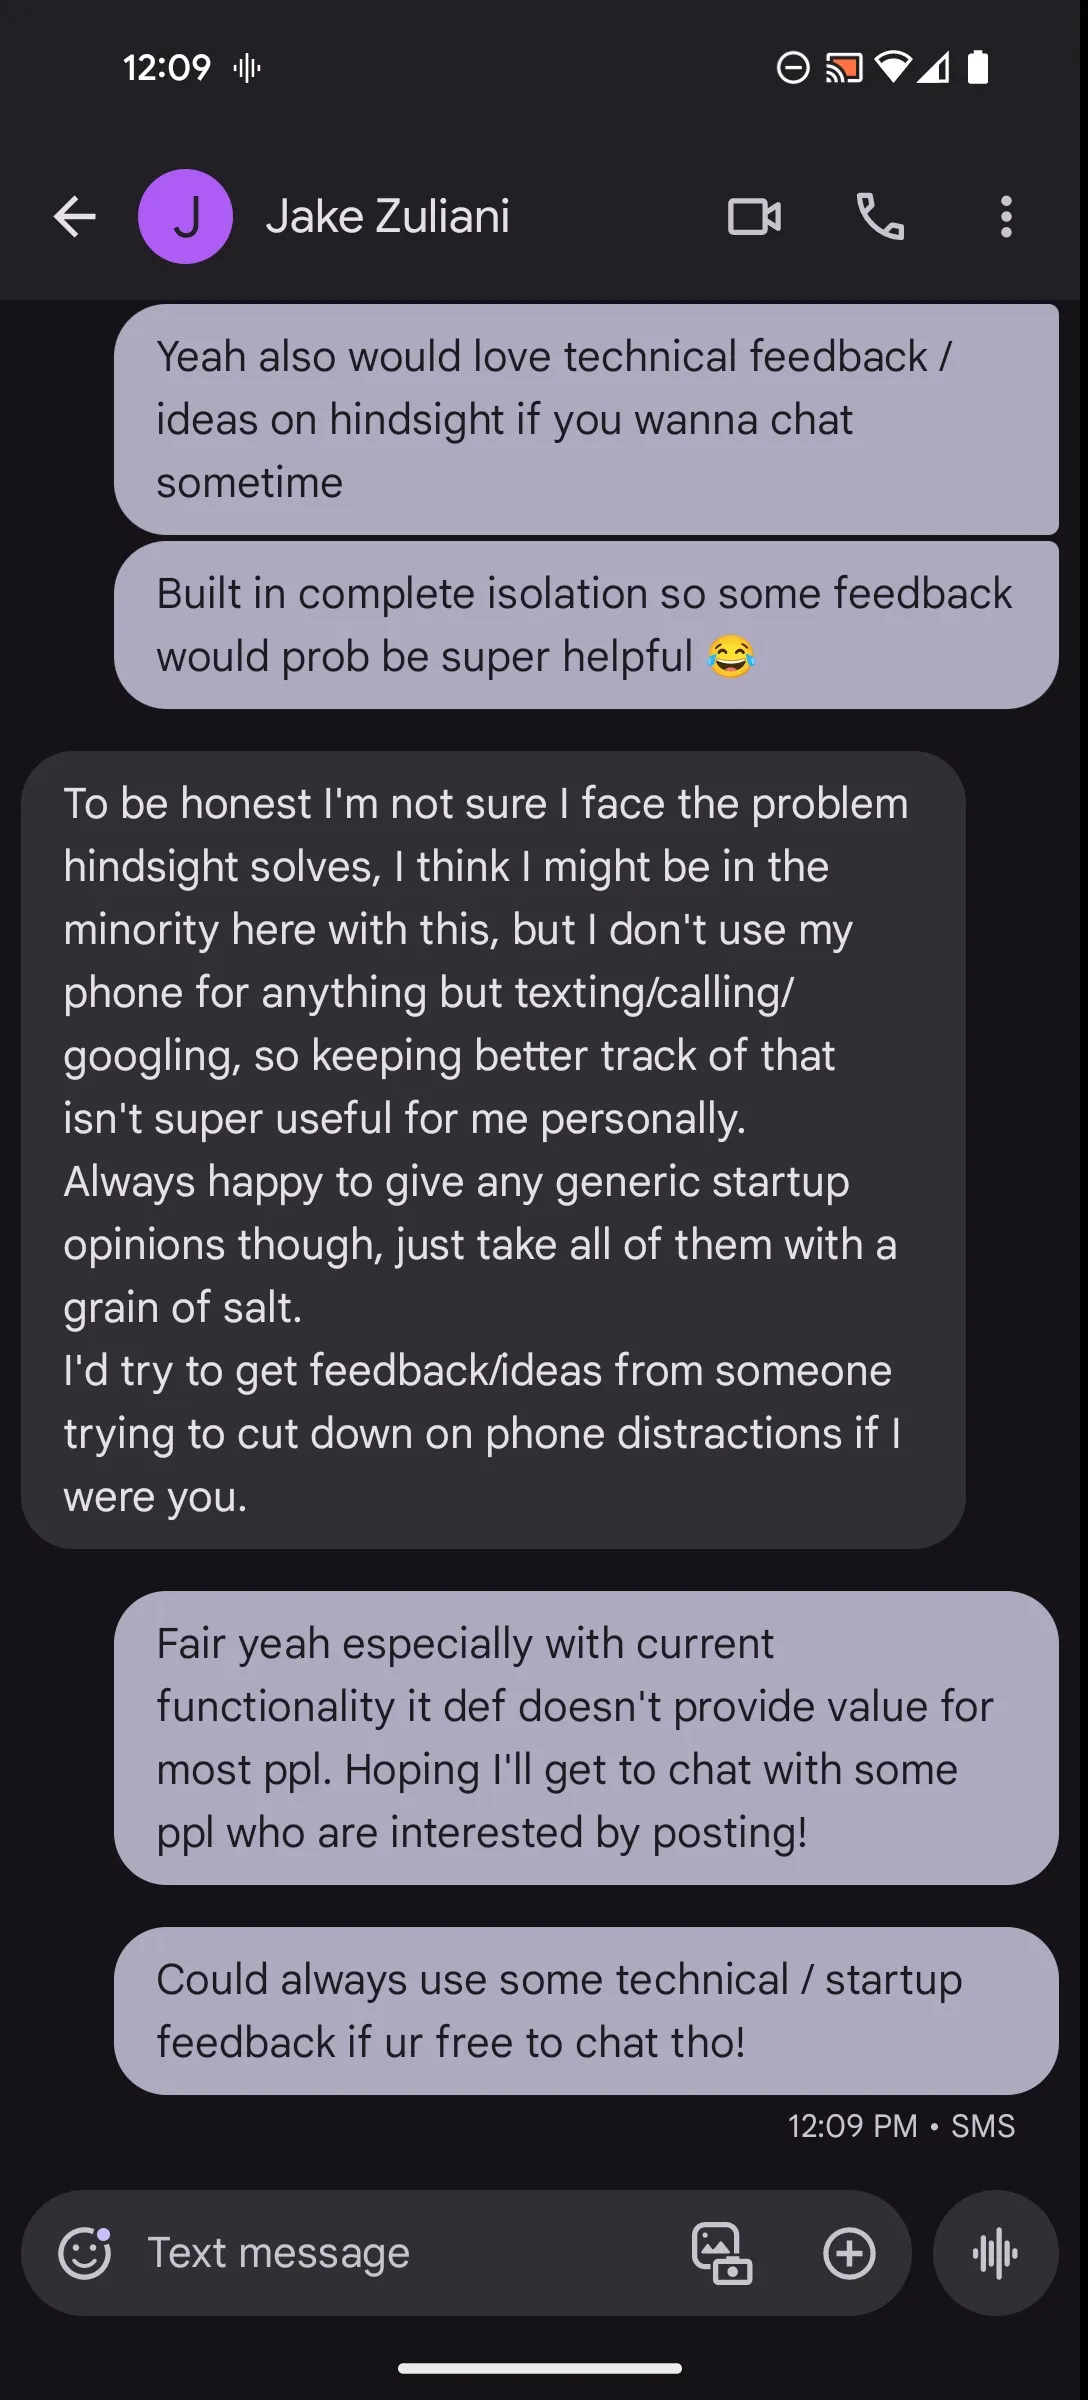 12:09
J
Jake Zuliani
Yeah also would love technical feedback /
ideas on hindsight if you wanna chat
sometime
Built in complete isolation so some feedback
would prob be super helpful 😂
To be honest I'm not sure I face the problem
hindsight solves, I think I might be in the
minority here with this, but I don't use my
phone for anything but texting/calling/
googling, so keeping better track of that
isn't super useful for me personally.
Always happy to give any generic startup
opinions though, just take all of them with a
grain of salt.
I'd try to get feedback/ideas from someone
trying to cut down on phone distractions if I
were you.
Fair yeah especially with current
functionality it def doesn't provide value for
most ppl. Hoping I'll get to chat with some
ppl who are interested by posting!
Could always use some technical / startup
feedback if ur free to chat tho!
12:09 PM • SMS
Text message